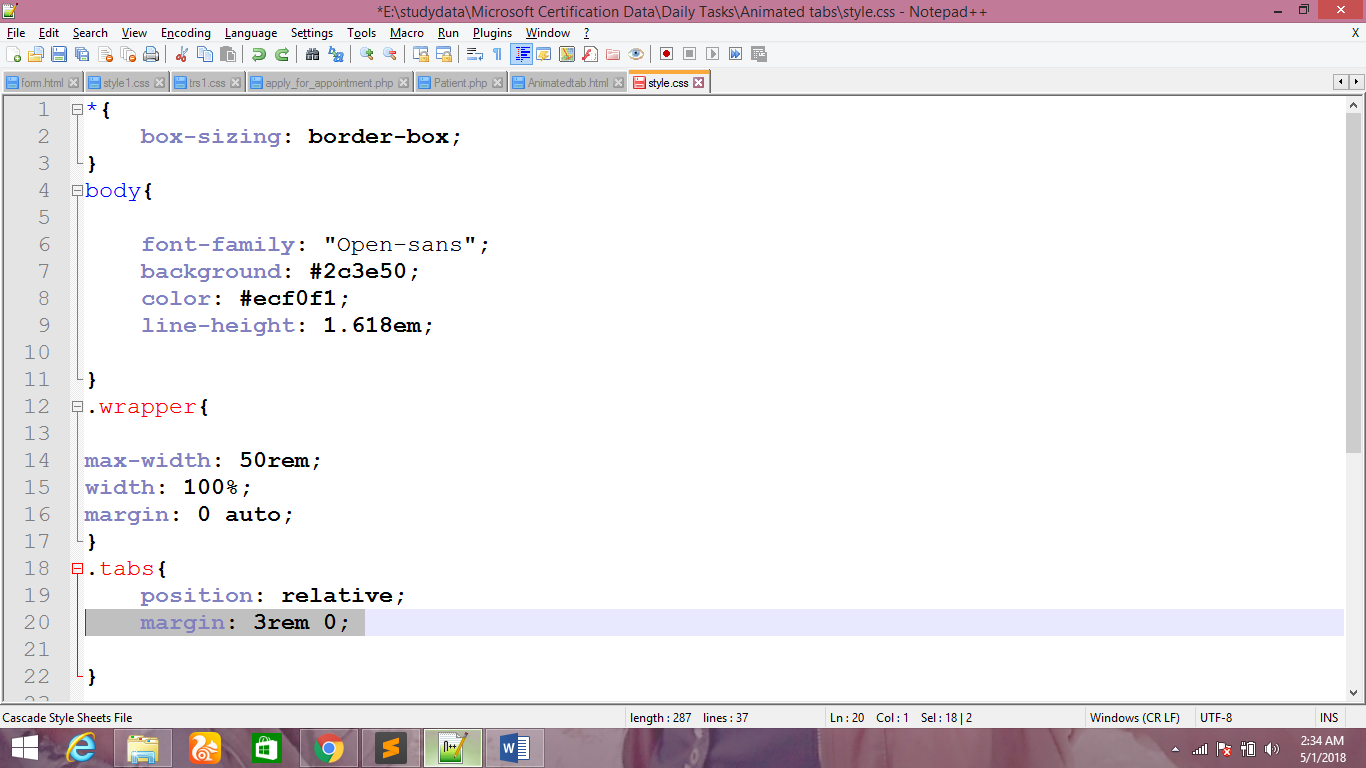 *E:\studydata\Microsoft Certification Data\Daily Tasks\Animated tabs\style.css - Notepad++
File Edit Search View Encoding Language Settings Tools Macro Run Plugins Window ? X
form.html style1.css trs1.css apply_for_appointment.php Patient.php Animatedtab.html style.css
1 *{
2 box-sizing: border-box;
3 }
4 body{
5
6 font-family: "Open-sans";
7 background: #2c3e50;
8 color: #ecf0f1;
9 line-height: 1.618em;
10
11 }
12 .wrapper{
13
14 max-width: 50rem;
15 width: 100%;
16 margin: 0 auto;
17 }
18 .tabs{
19 position: relative;
20 margin: 3rem 0;
21
22 }
Cascade Style Sheets File length : 287 lines : 37 Ln : 20 Col : 1 Sel : 18 | 2 Windows (CR LF) UTF-8 INS
2:34 AM
5/1/2018